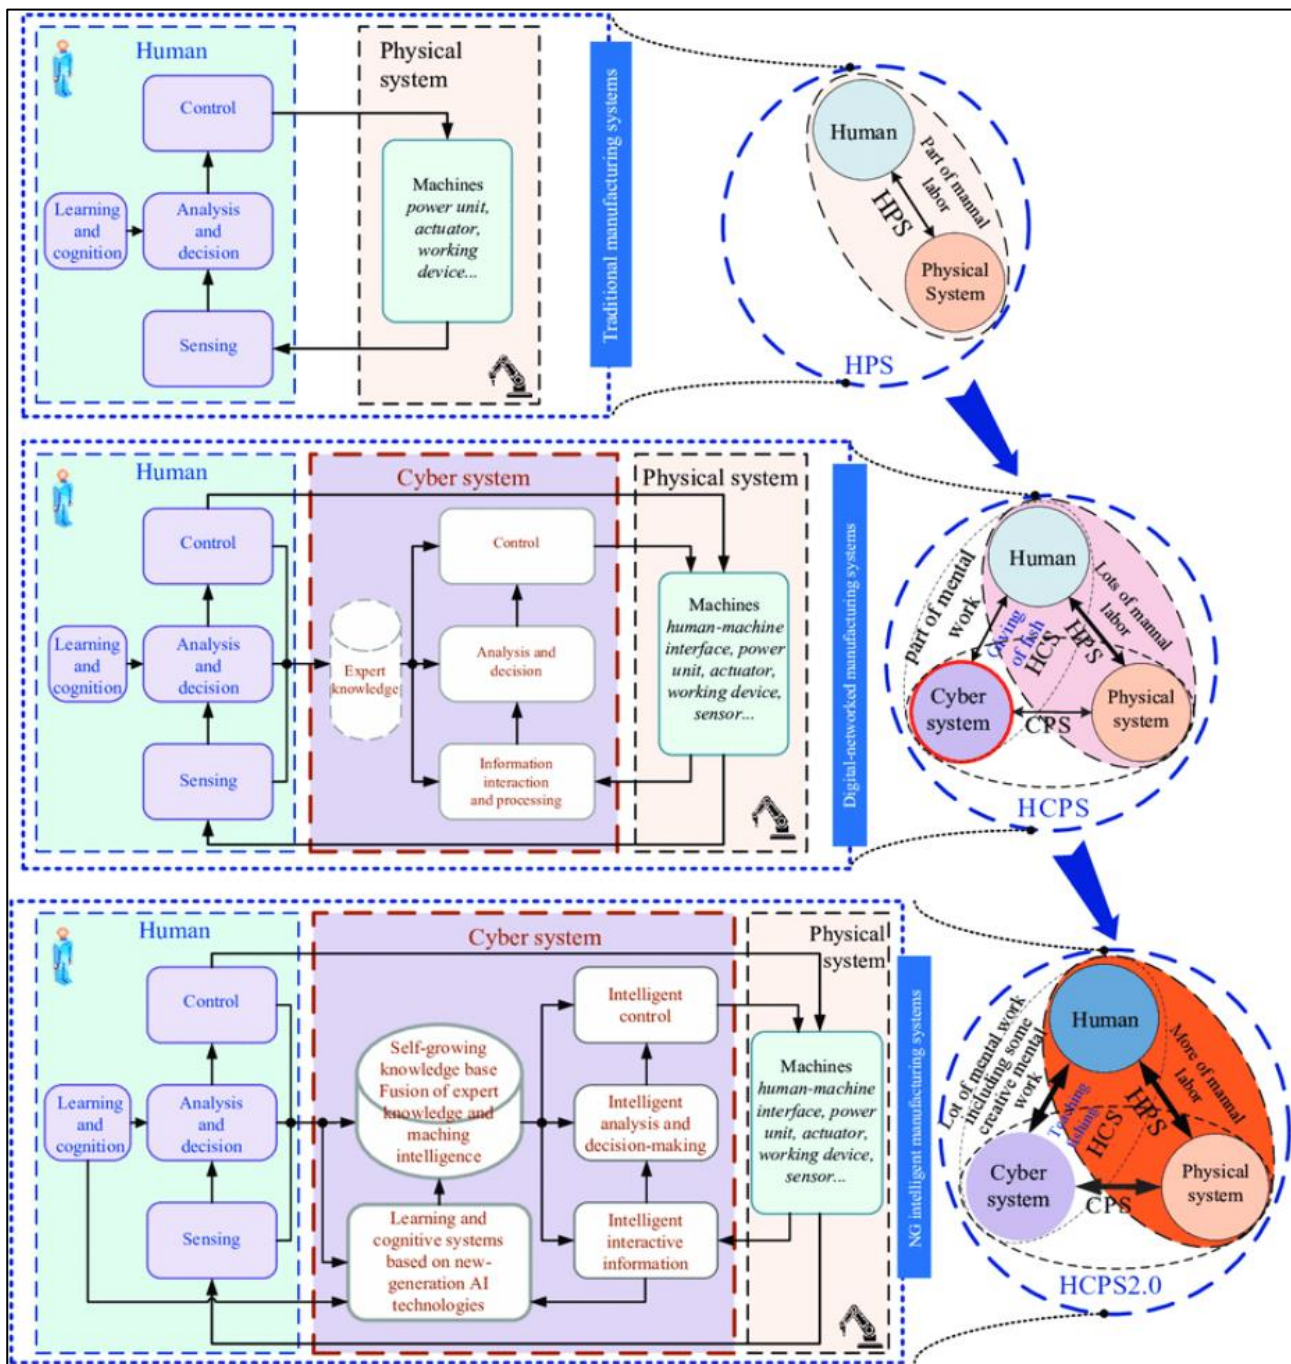 Human
Control
Learning
and
cognition
Analysis
and
decision
Sensing
Physical
system
Machines
power unit,
actuator,
working
device...
Traditional manufacturing systems
Human
Part of mannal
labor
HPS
Physical
System
HPS
Human
Control
Learning
and
cognition
Analysis
and
decision
Sensing
Cyber system
Expert
knowledge
Control
Analysis and
decision
Information
interaction
and processing
Physical system
Machines
human-machine
interface, power
unit, actuator,
working device,
sensor...
Digital-networked manufacturing systems
Human
part of mental
work
Giving
of fish
HCS
HPS
Lots of mannal
labor
Cyber
system
CPS
Physical
system
HCPS
Human
Control
Learning
and
cognition
Analysis
and
decision
Sensing
Cyber system
Self-growing
knowledge base
Fusion of expert
knowledge and
maching
intelligence
Learning and
cognitive systems
based on new-
generation AI
technologies
Intelligent
control
Intelligent
analysis and
decision-making
Intelligent
interactive
information
Physical
system
Machines
human-machine
interface, power
unit, actuator,
working device,
sensor...
NG intelligent manufacturing systems
Human
Lot of mental work
including some
creative mental
work
HCS
HPS
More of mannal
labor
Cyber
system
CPS
Physical
system
HCPS2.0